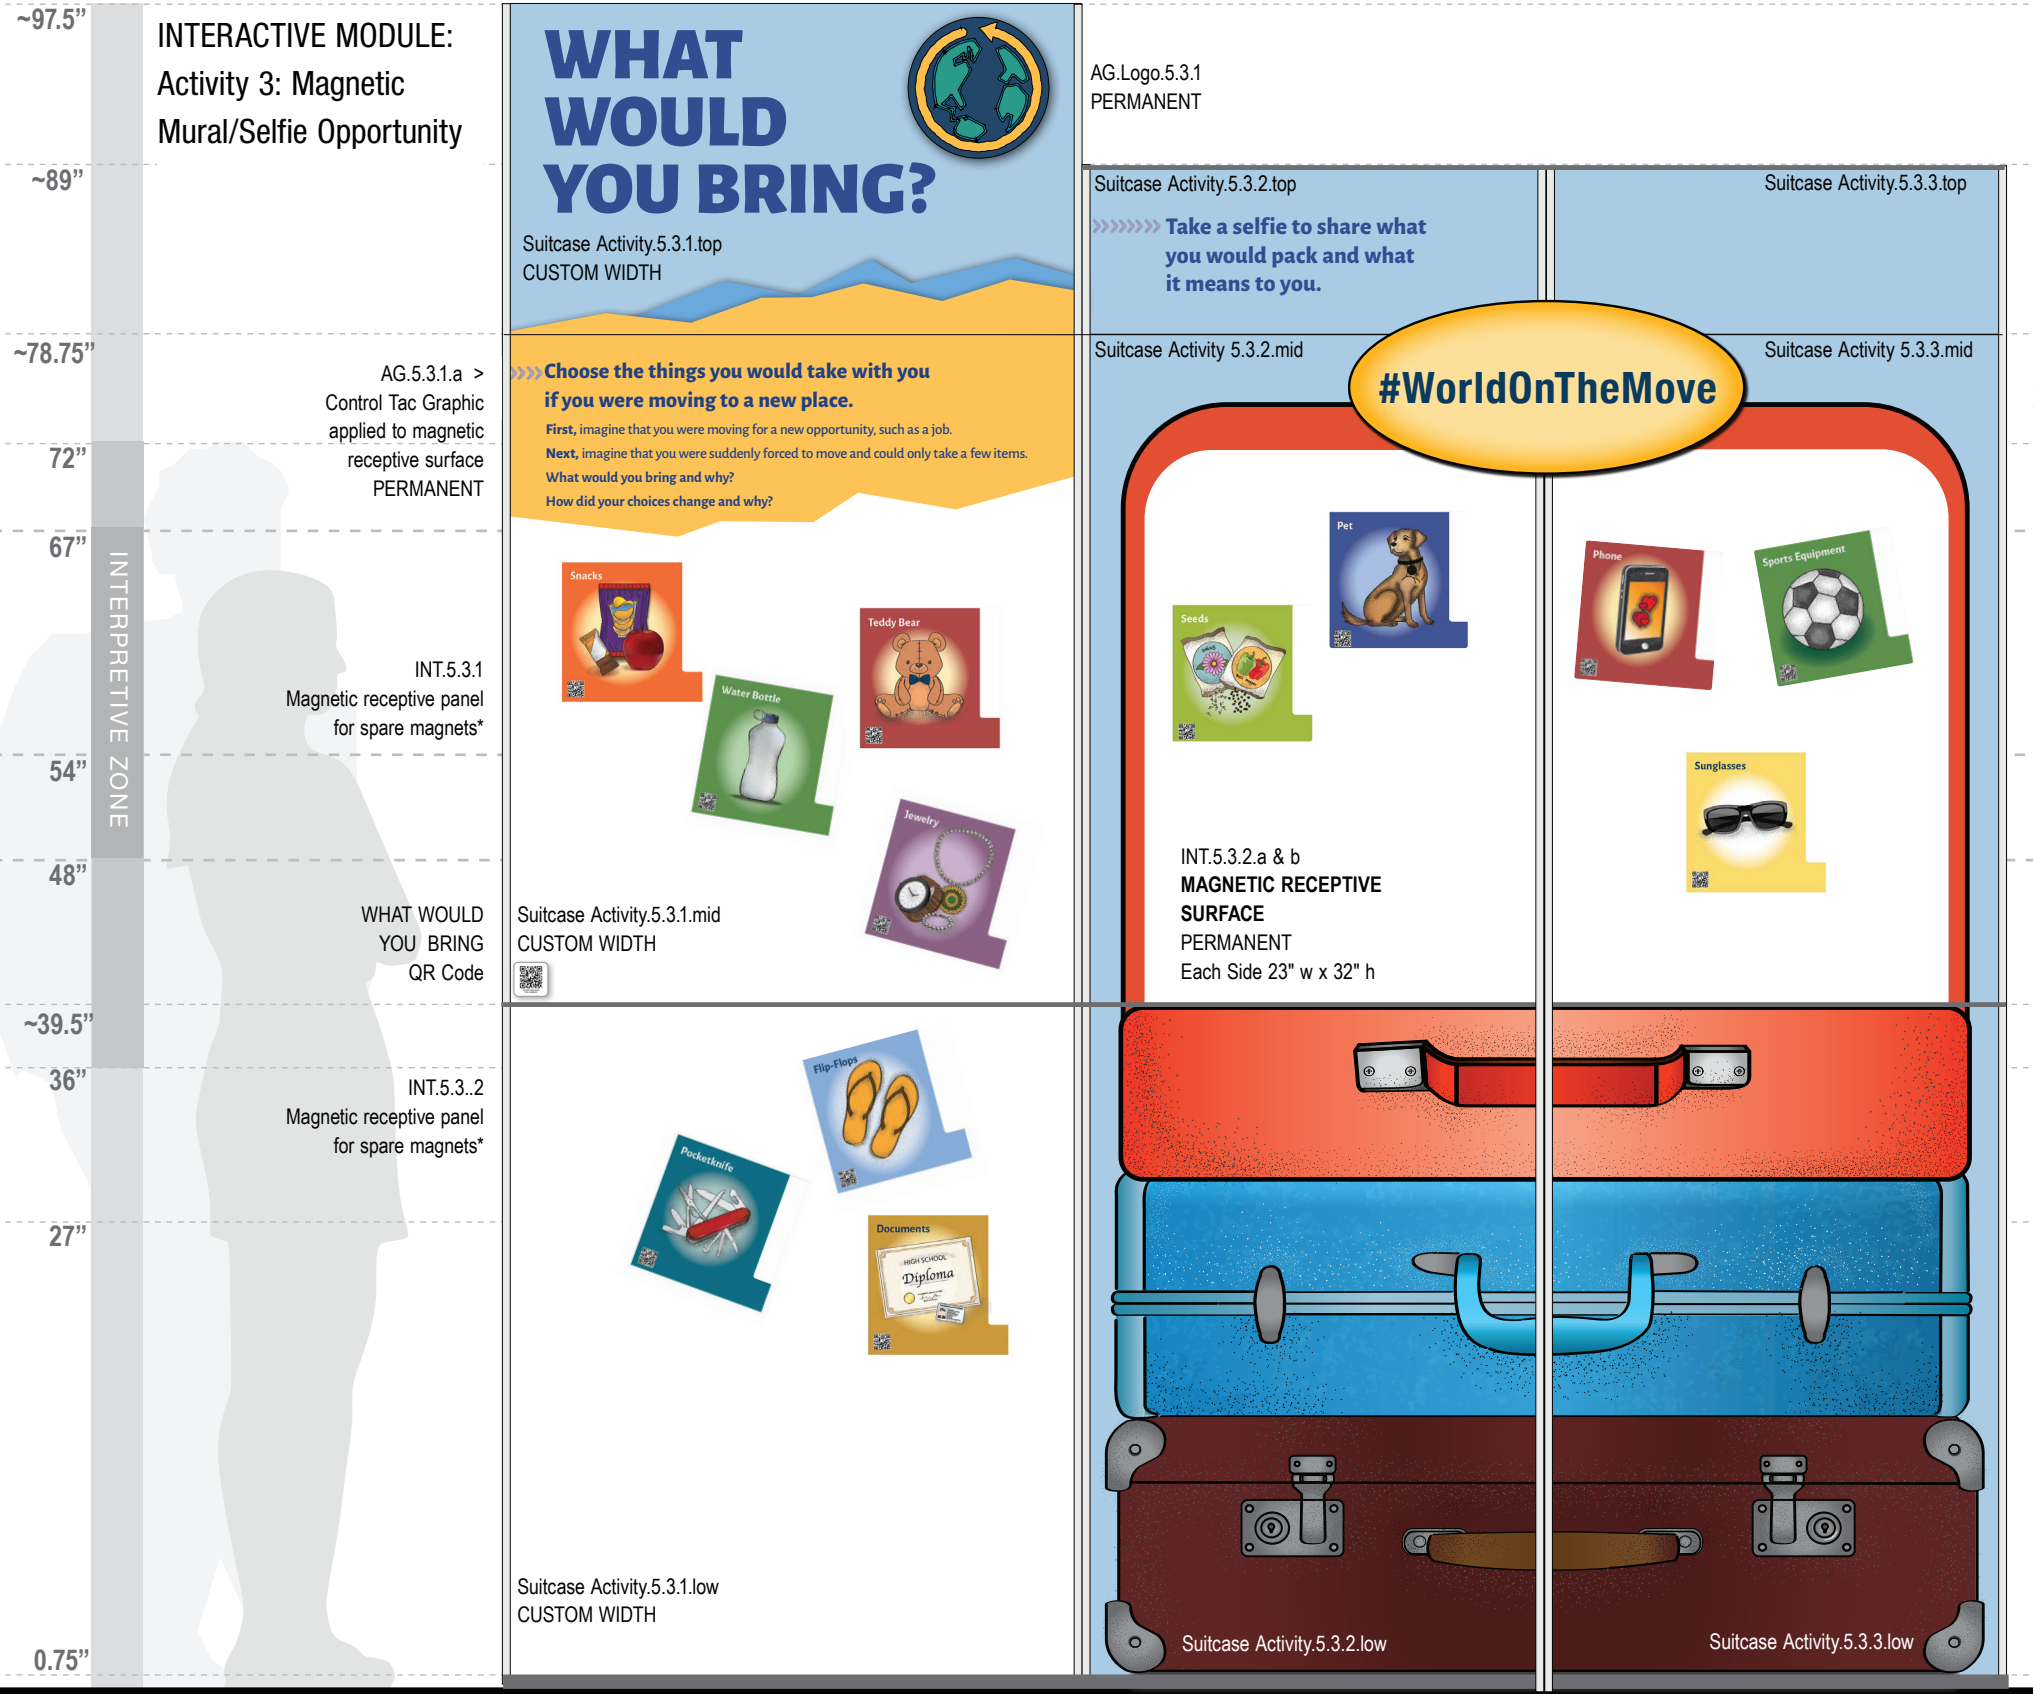 ~97.5”
INTERACTIVE MODULE:
Activity 3: Magnetic
Mural/Selfie Opportunity
WHAT
WOULD
YOU BRING?
Suitcase Activity.5.3.1.top
CUSTOM WIDTH
AG.Logo.5.3.1
PERMANENT
~89”
Suitcase Activity.5.3.2.top
Suitcase Activity.5.3.3.top
»»»» Take a selfie to share what
you would pack and what
it means to you.
~78.75”
Suitcase Activity 5.3.2.mid
Suitcase Activity 5.3.3.mid
#WorldOnTheMove
AG.5.3.1.a >
Control Tac Graphic
applied to magnetic
receptive surface
PERMANENT
»» Choose the things you would take with you
if you were moving to a new place.
First, imagine that you were moving for a new opportunity, such as a job.
Next, imagine that you were suddenly forced to move and could only take a few items.
What would you bring and why?
How did your choices change and why?
72”
67”
INTERPRETIVE ZONE
54”
48”
~39.5”
36”
27”
0.75”
INT.5.3.1
Magnetic receptive panel
for spare magnets*
WHAT WOULD
YOU BRING
QR Code
INT.5.3..2
Magnetic receptive panel
for spare magnets*
Snacks
Teddy Bear
Water Bottle
Jewelry
Suitcase Activity.5.3.1.mid
CUSTOM WIDTH
Pet
Seeds
Phone
Sports Equipment
Sunglasses
INT.5.3.2.a & b
MAGNETIC RECEPTIVE
SURFACE
PERMANENT
Each Side 23" w x 32" h
Flip-Flops
Pocketknife
Documents
HIGH SCHOOL
Diploma
Suitcase Activity.5.3.1.low
CUSTOM WIDTH
Suitcase Activity.5.3.2.low
Suitcase Activity.5.3.3.low